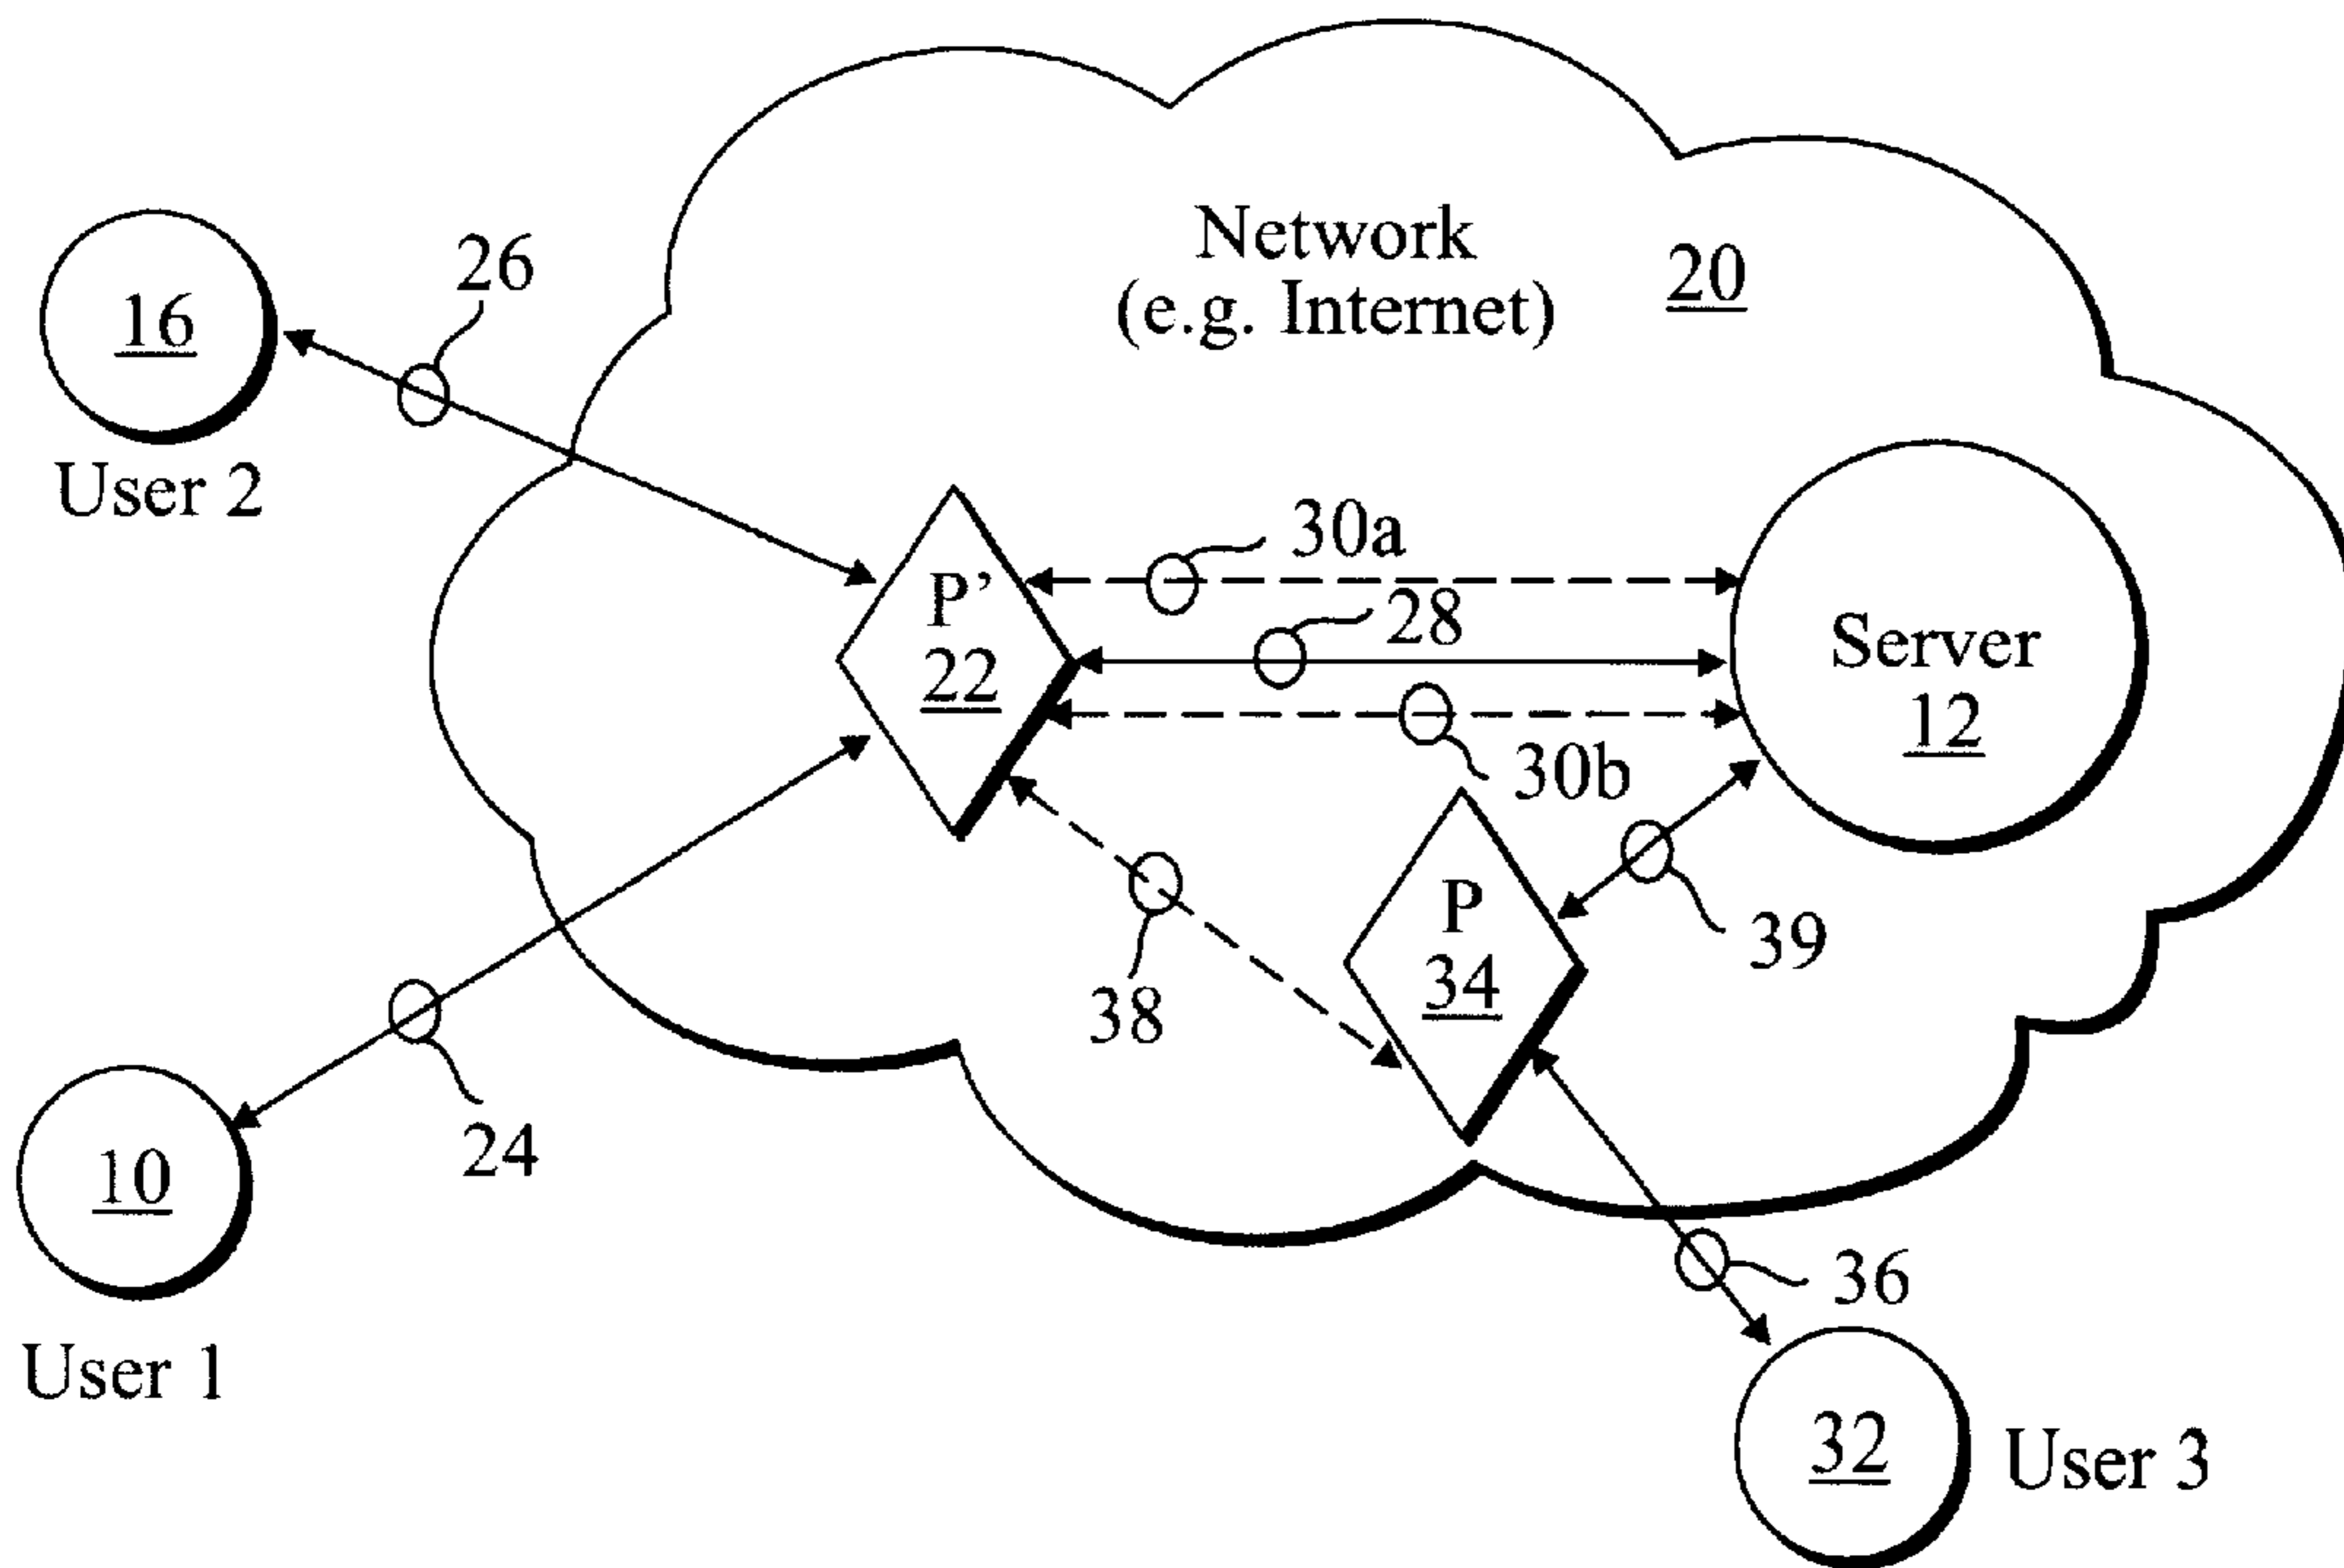 Network
(e.g. Internet)
20
26
16
User 2
30a
28
P’
22
Server
12
30b
P
34
39
38
24
10
User 1
36
32
User 3